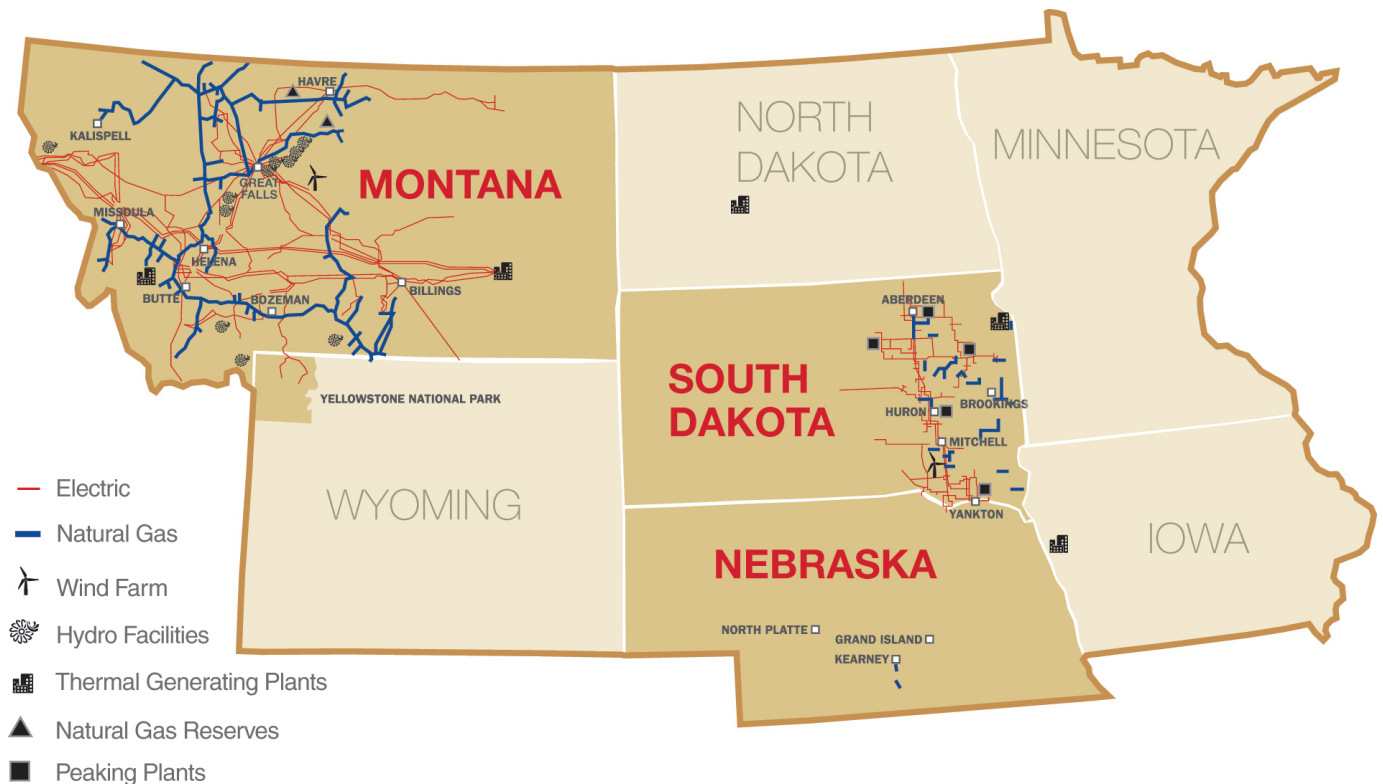 HAVRE
KALISPELL
GREAT
FALLS
MONTANA
MISSOULA
HELENA
BUTTE
BOZEMAN
BILLINGS
YELLOWSTONE NATIONAL PARK
WYOMING
NORTH
DAKOTA
MINNESOTA
ABERDEEN
SOUTH
DAKOTA
HURON
BROOKINGS
MITCHELL
YANKTON
NEBRASKA
IOWA
NORTH PLATTE
GRAND ISLAND
KEARNEY
Electric
Natural Gas
Wind Farm
Hydro Facilities
Thermal Generating Plants
Natural Gas Reserves
Peaking Plants